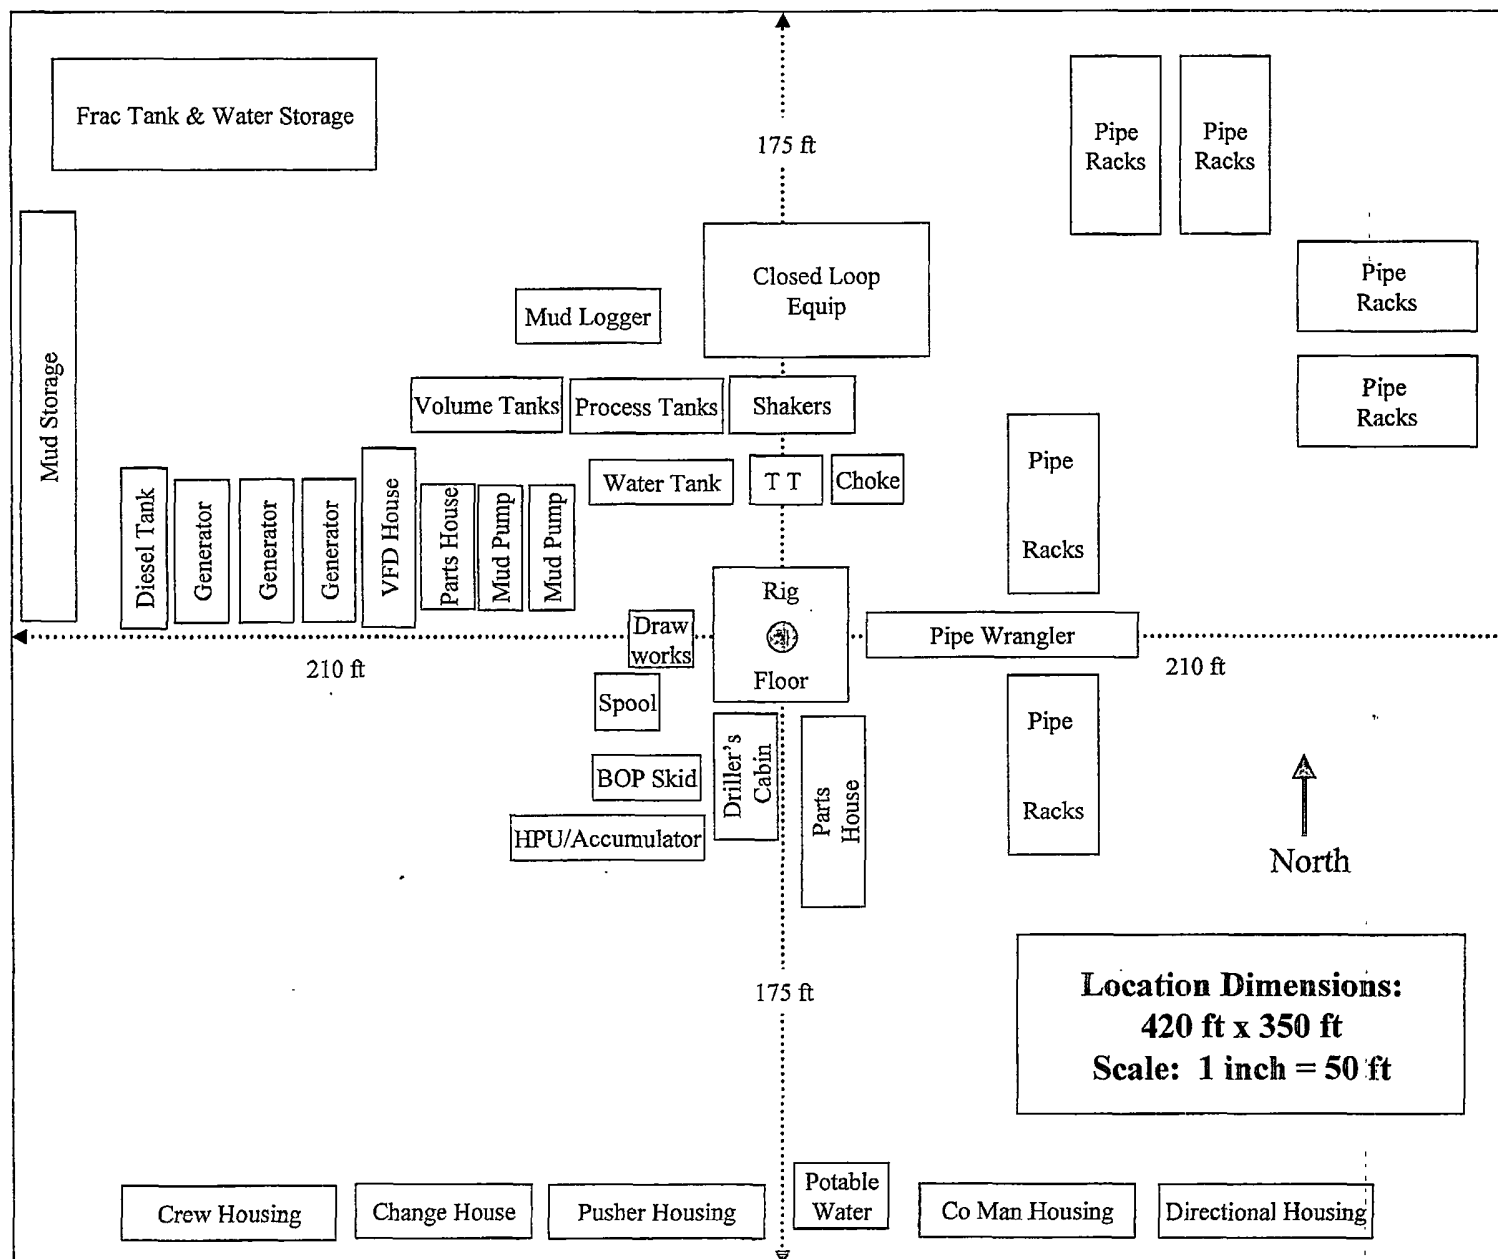 Frac Tank & Water Storage
175 ft
Pipe
Racks
Pipe
Racks
Closed Loop
Equip
Pipe
Racks
Mud Logger
Mud Storage
Volume Tanks
Process Tanks
Shakers
Pipe
Racks
Diesel Tank
Generator
Generator
Generator
VFD House
Parts House
Mud Pump
Mud Pump
Water Tank
T T
Choke
Pipe
Racks
Rig
Floor
Draw
works
Pipe Wrangler
210 ft
210 ft
Spool
Driller's
Cabin
Parts
House
Pipe
Racks
BOP Skid
HPU/Accumulator
North
Location Dimensions:
420 ft x 350 ft
Scale: 1 inch = 50 ft
175 ft
Crew Housing
Change House
Pusher Housing
Potable
Water
Co Man Housing
Directional Housing